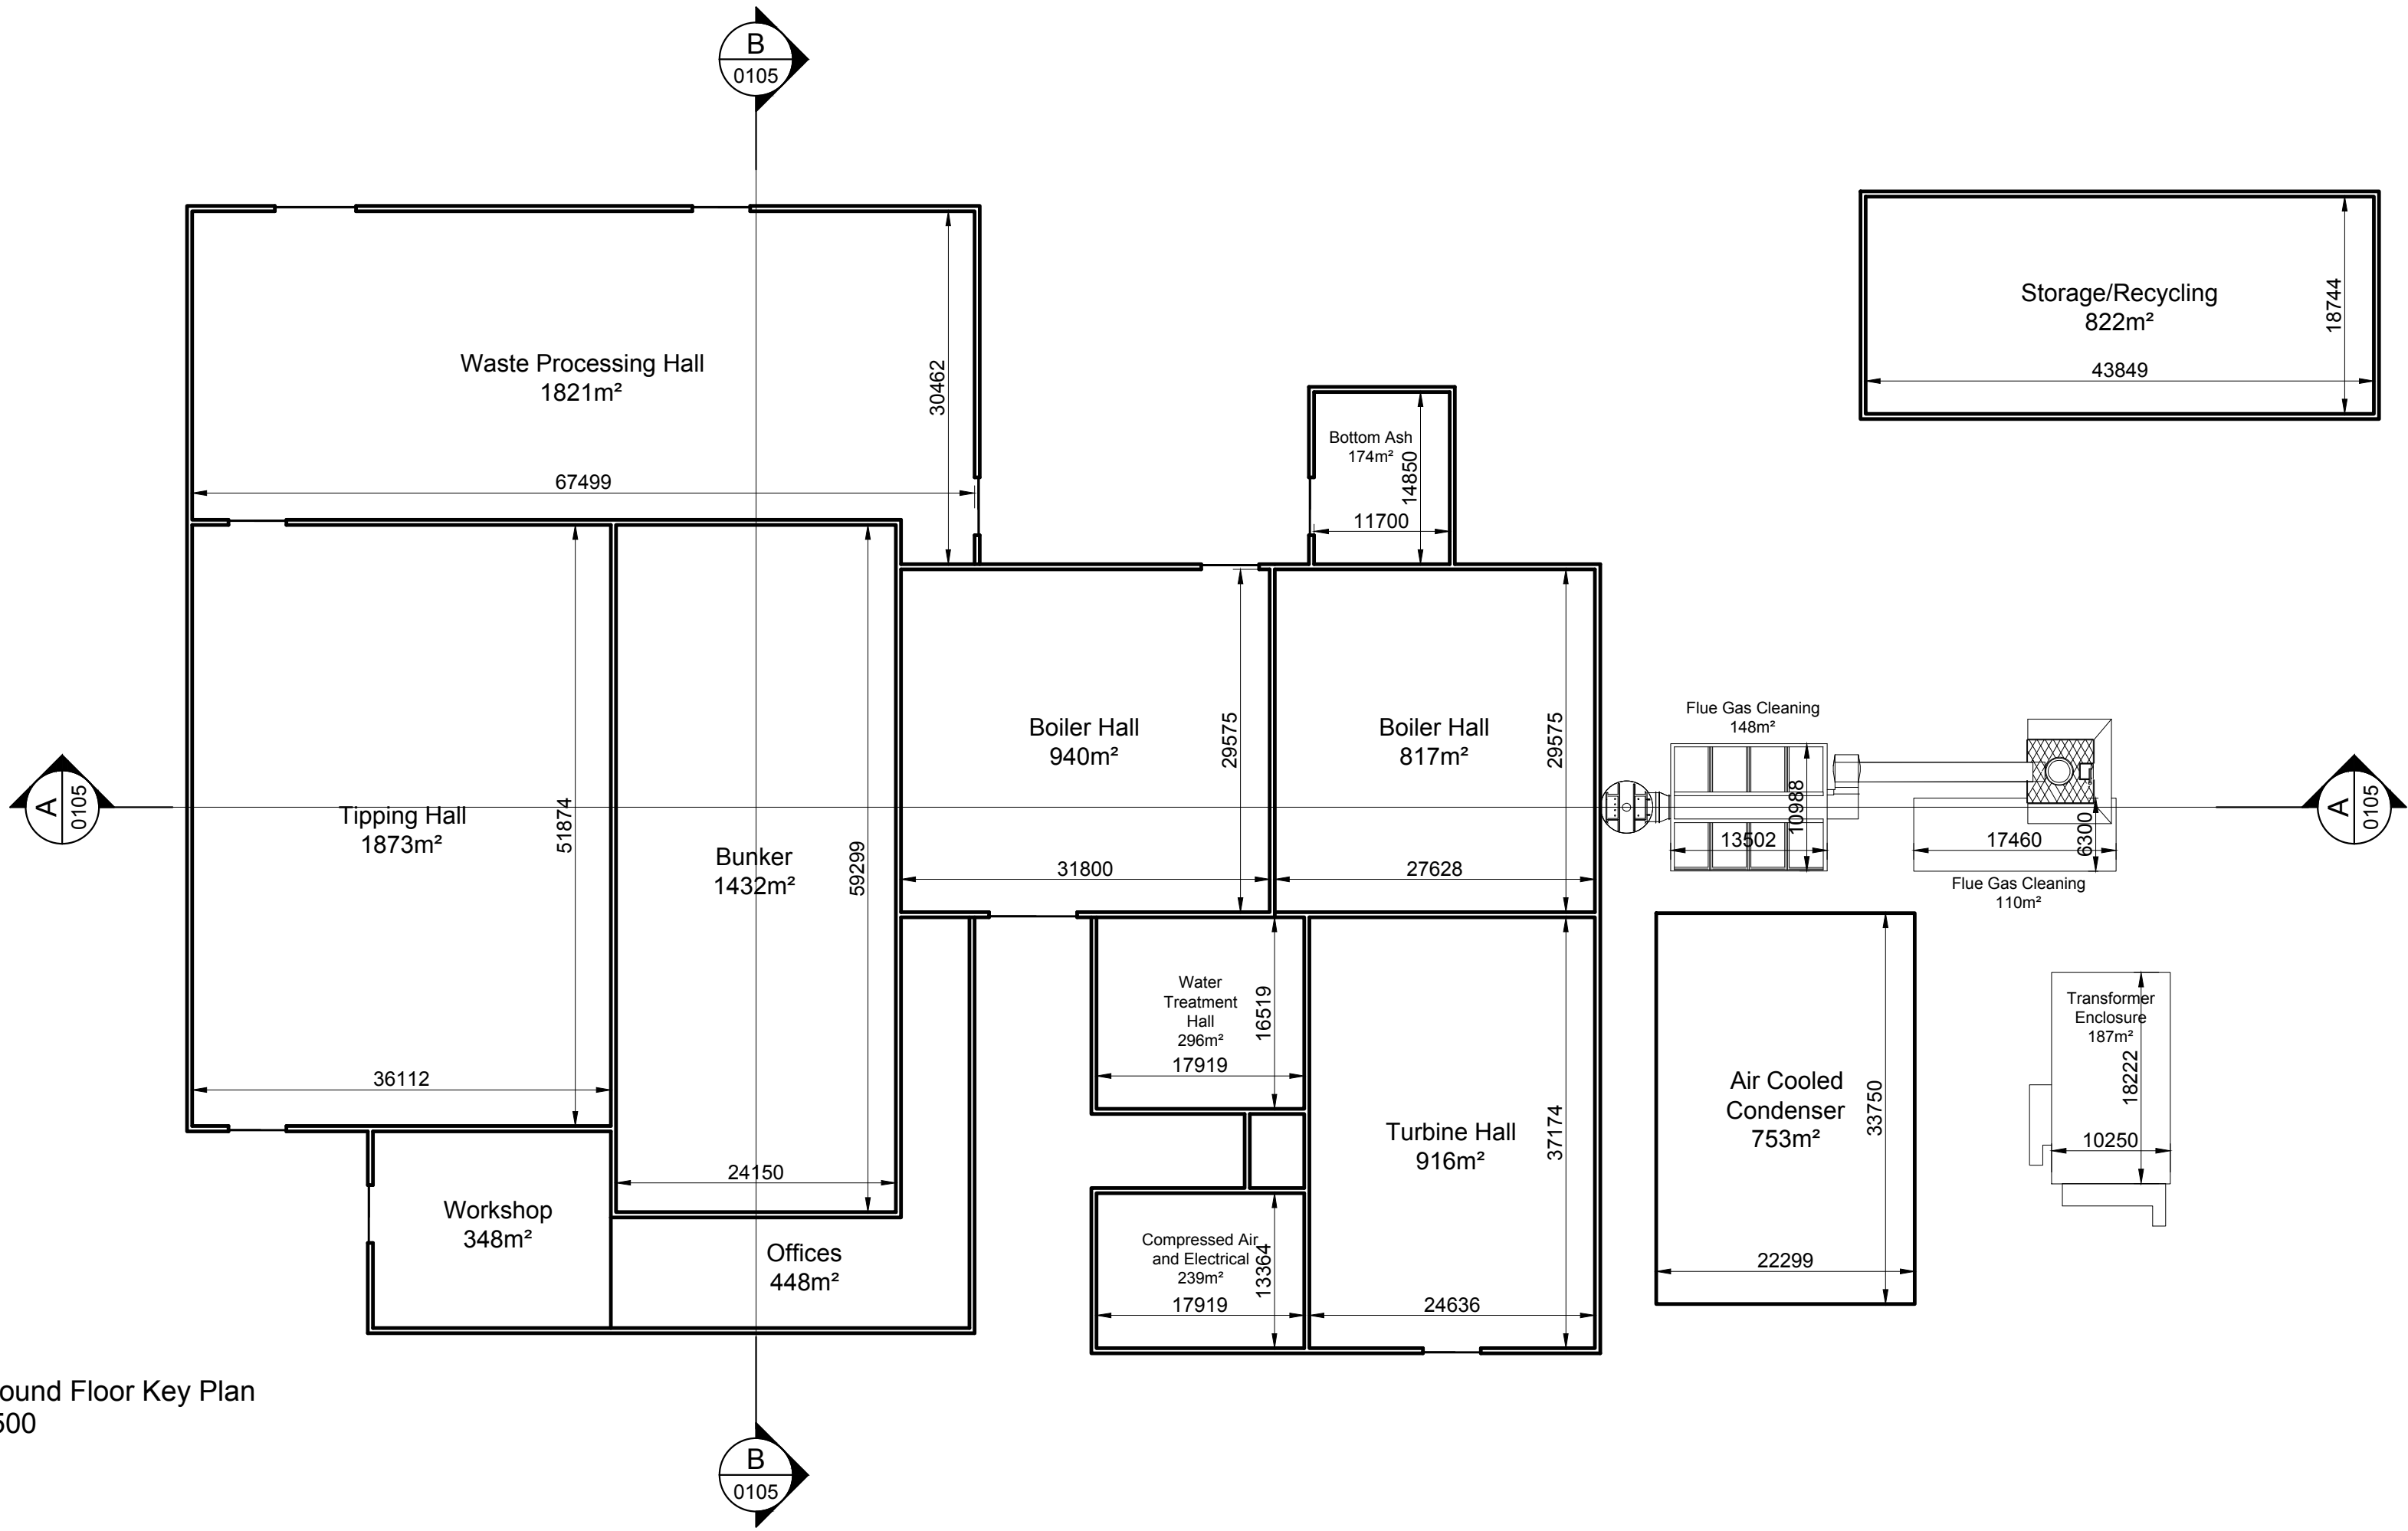 B
0105
Waste Processing Hall
1821m²
30462
67499
Storage/Recycling
822m²
18744
43849
Bottom Ash
174m²
14850
11700
Tipping Hall
1873m²
51874
36112
Bunker
1432m²
59299
24150
Boiler Hall
940m²
29575
31800
Boiler Hall
817m²
29575
27628
Flue Gas Cleaning
148m²
10988
13502
17460
6300
Flue Gas Cleaning
110m²
A
0105
A
0105
Water
Treatment
Hall
296m²
16519
17919
Turbine Hall
916m²
37174
24636
Air Cooled
Condenser
753m²
33750
22299
Transformer
Enclosure
187m²
18222
10250
Workshop
348m²
Offices
448m²
Compressed Air
and Electrical
239m²
13364
17919
ound Floor Key Plan
500
B
0105